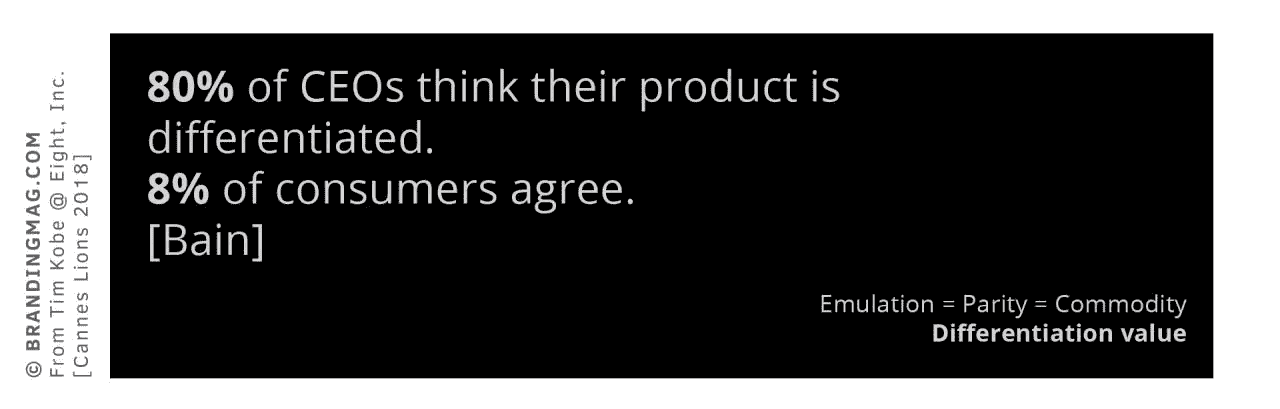 © BRANDINGMAG.COM
From Tim Kobe @ Eight, Inc.
[Cannes Lions 2018]
80% of CEOs think their product is
differentiated.
8% of consumers agree.
[Bain]
Emulation = Parity = Commodity
Differentiation value